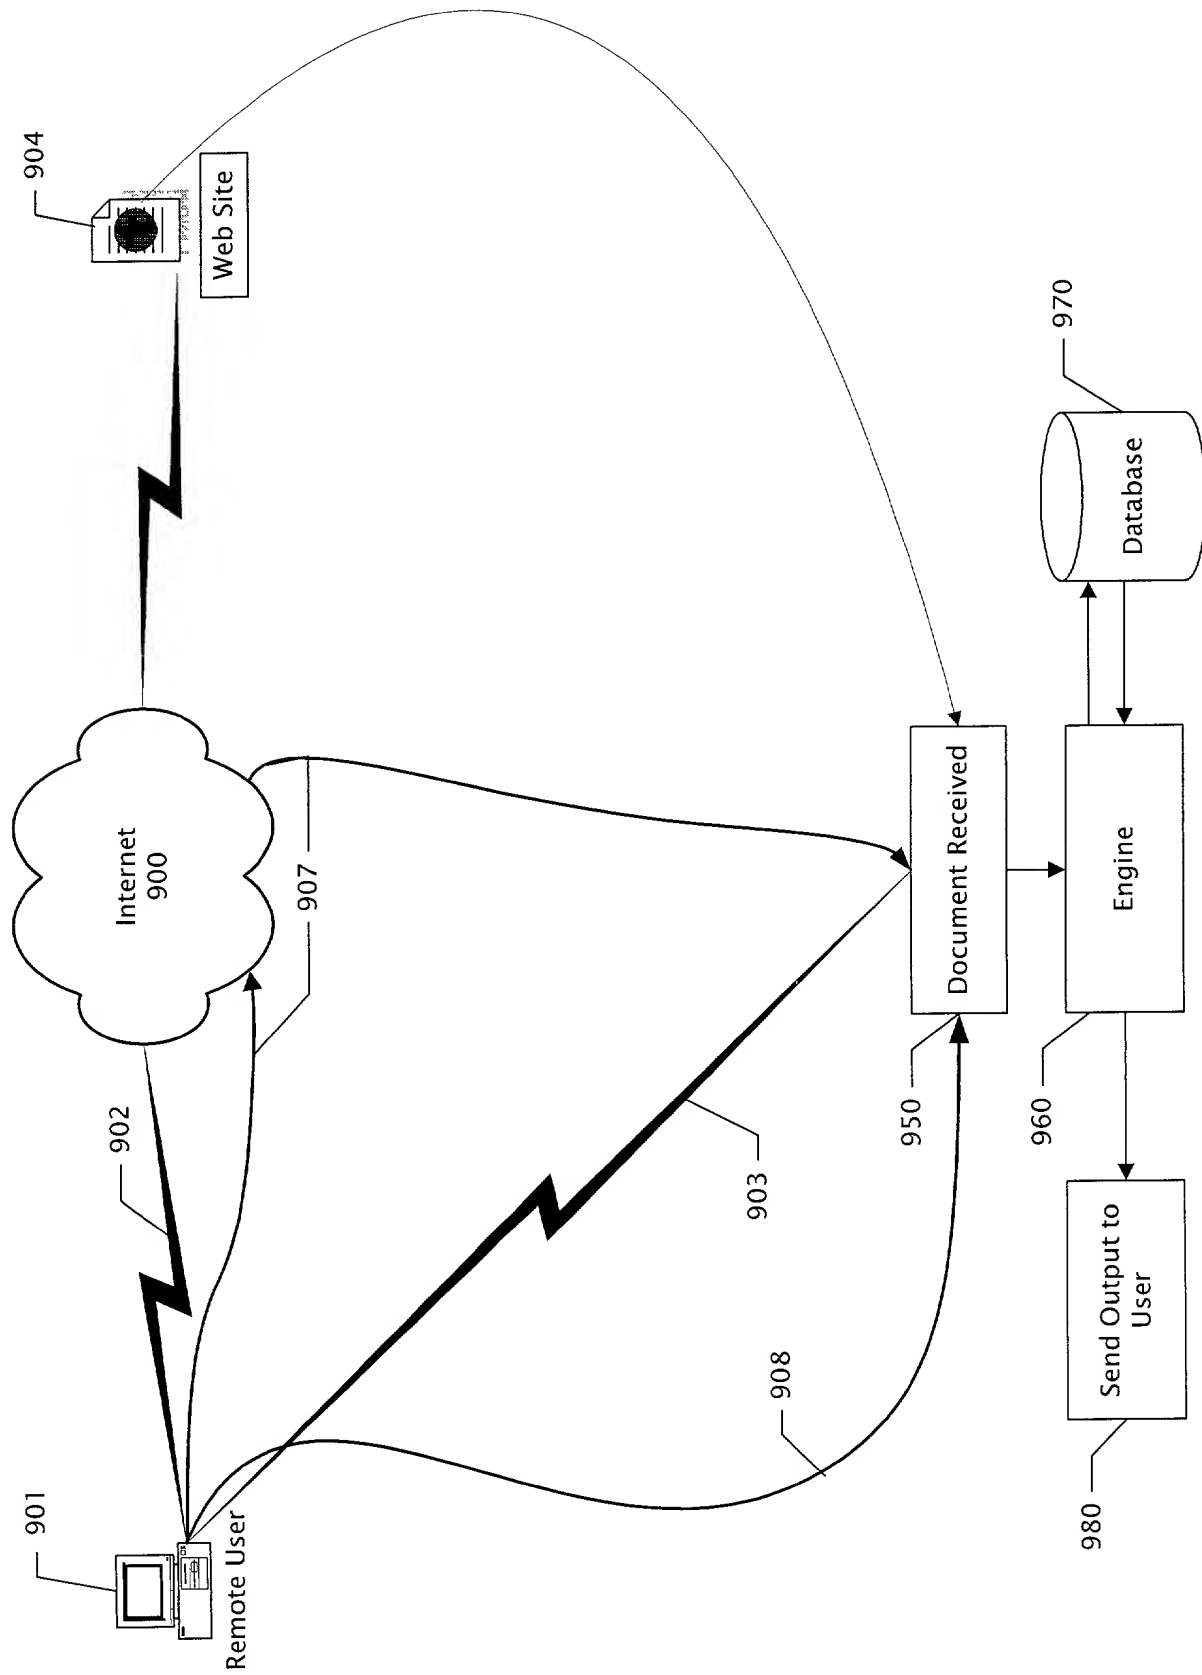 901
Remote User
902
Internet
900
904
Web Site
907
903
908
950
Document Received
960
Engine
970
Database
980
Send Output to
User